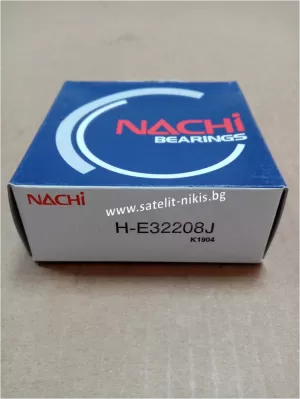 NACHi
BEARINGS
NACHi
www.satelit-nikis.bg
H-E32208J
K1904